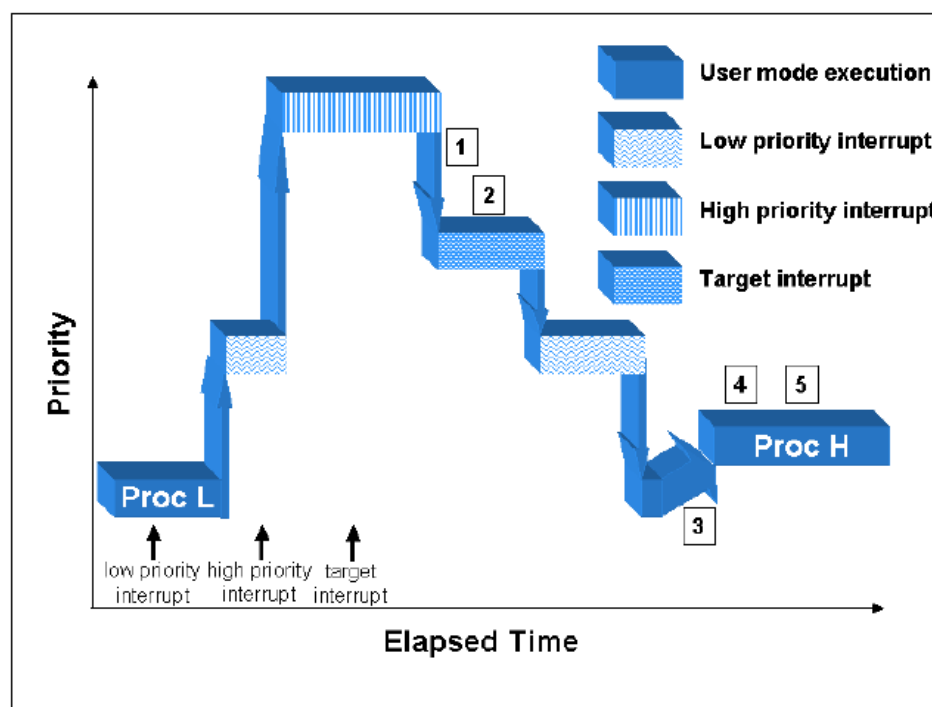 User mode execution
Low priority interrupt
High priority interrupt
Target interrupt
1
2
4
5
3
Priority
Proc L
Proc H
low priority
interrupt
high priority
interrupt
target
interrupt
Elapsed Time